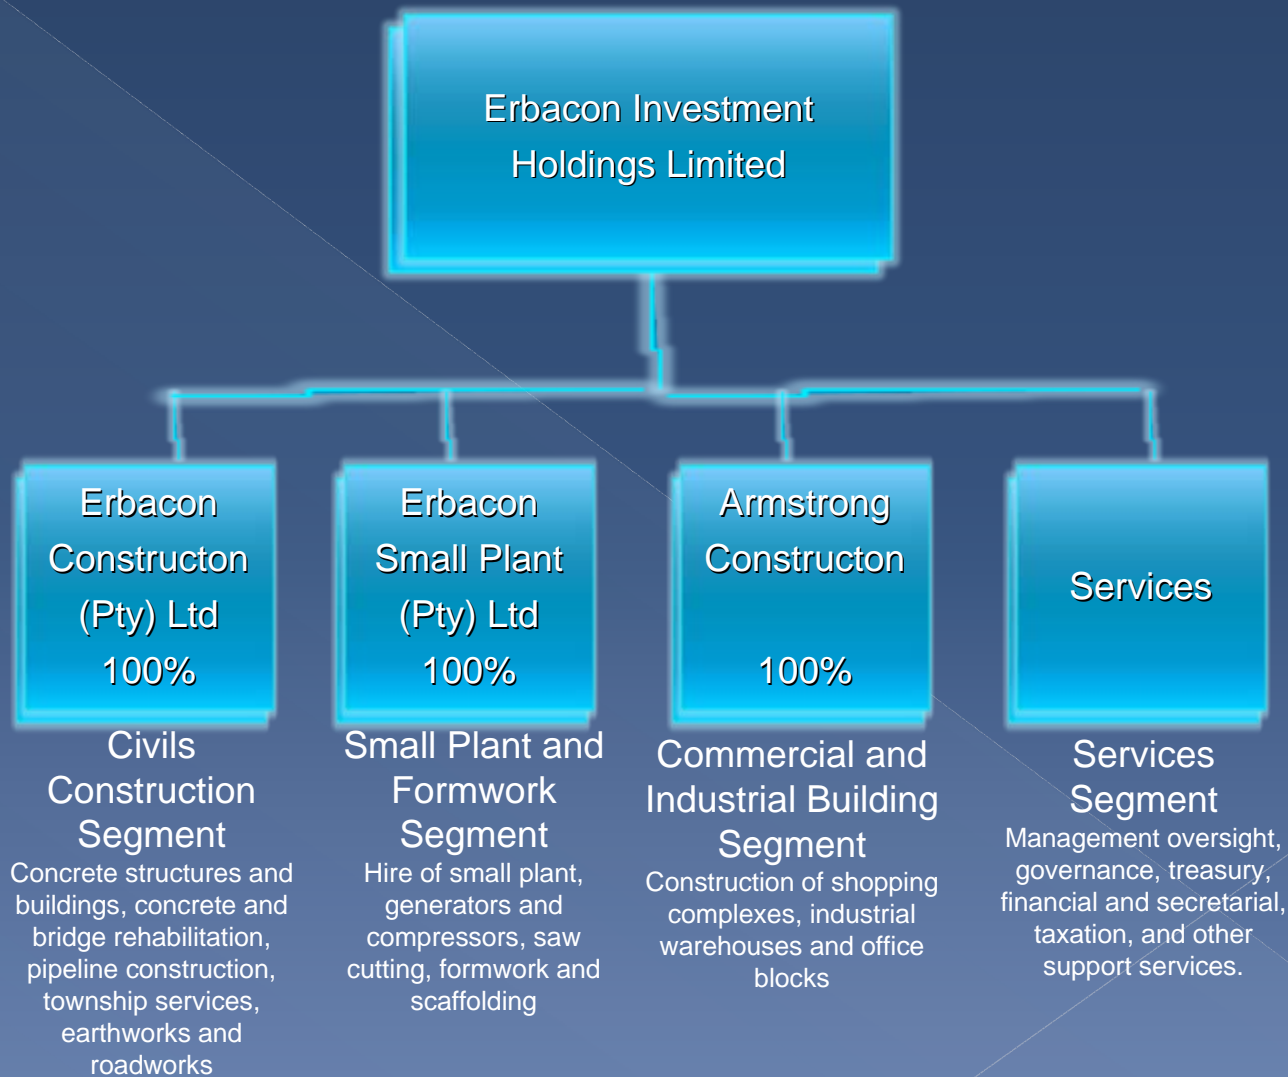 Erbacon Investment
Holdings Limited
Erbacon
Constructon
(Pty) Ltd
100%
Erbacon
Small Plant
(Pty) Ltd
100%
Armstrong
Constructon
100%
Services
Civils
Construction
Segment
Concrete structures and
buildings, concrete and
bridge rehabilitation,
pipeline construction,
township services,
earthworks and
roadworks
Small Plant and
Formwork
Segment
Hire of small plant,
generators and
compressors, saw
cutting, formwork and
scaffolding
Commercial and
Industrial Building
Segment
Construction of shopping
complexes, industrial
warehouses and office
blocks
Services
Segment
Management oversight,
governance, treasury,
financial and secretarial,
taxation, and other
support services.